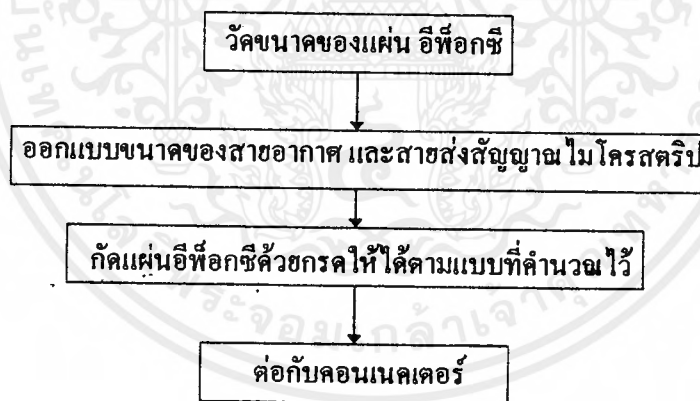 วัดขนาดของแผ่น อีพ็อกซี
ออกแบบขนาดของสายอากาศ และสายส่งสัญญาณไมโครสตริป
กัดแผ่นอีพ็อกซีด้วยกรดให้ได้ตามแบบที่คำนวณไว้
ต่อกับคอนเนคเตอร์